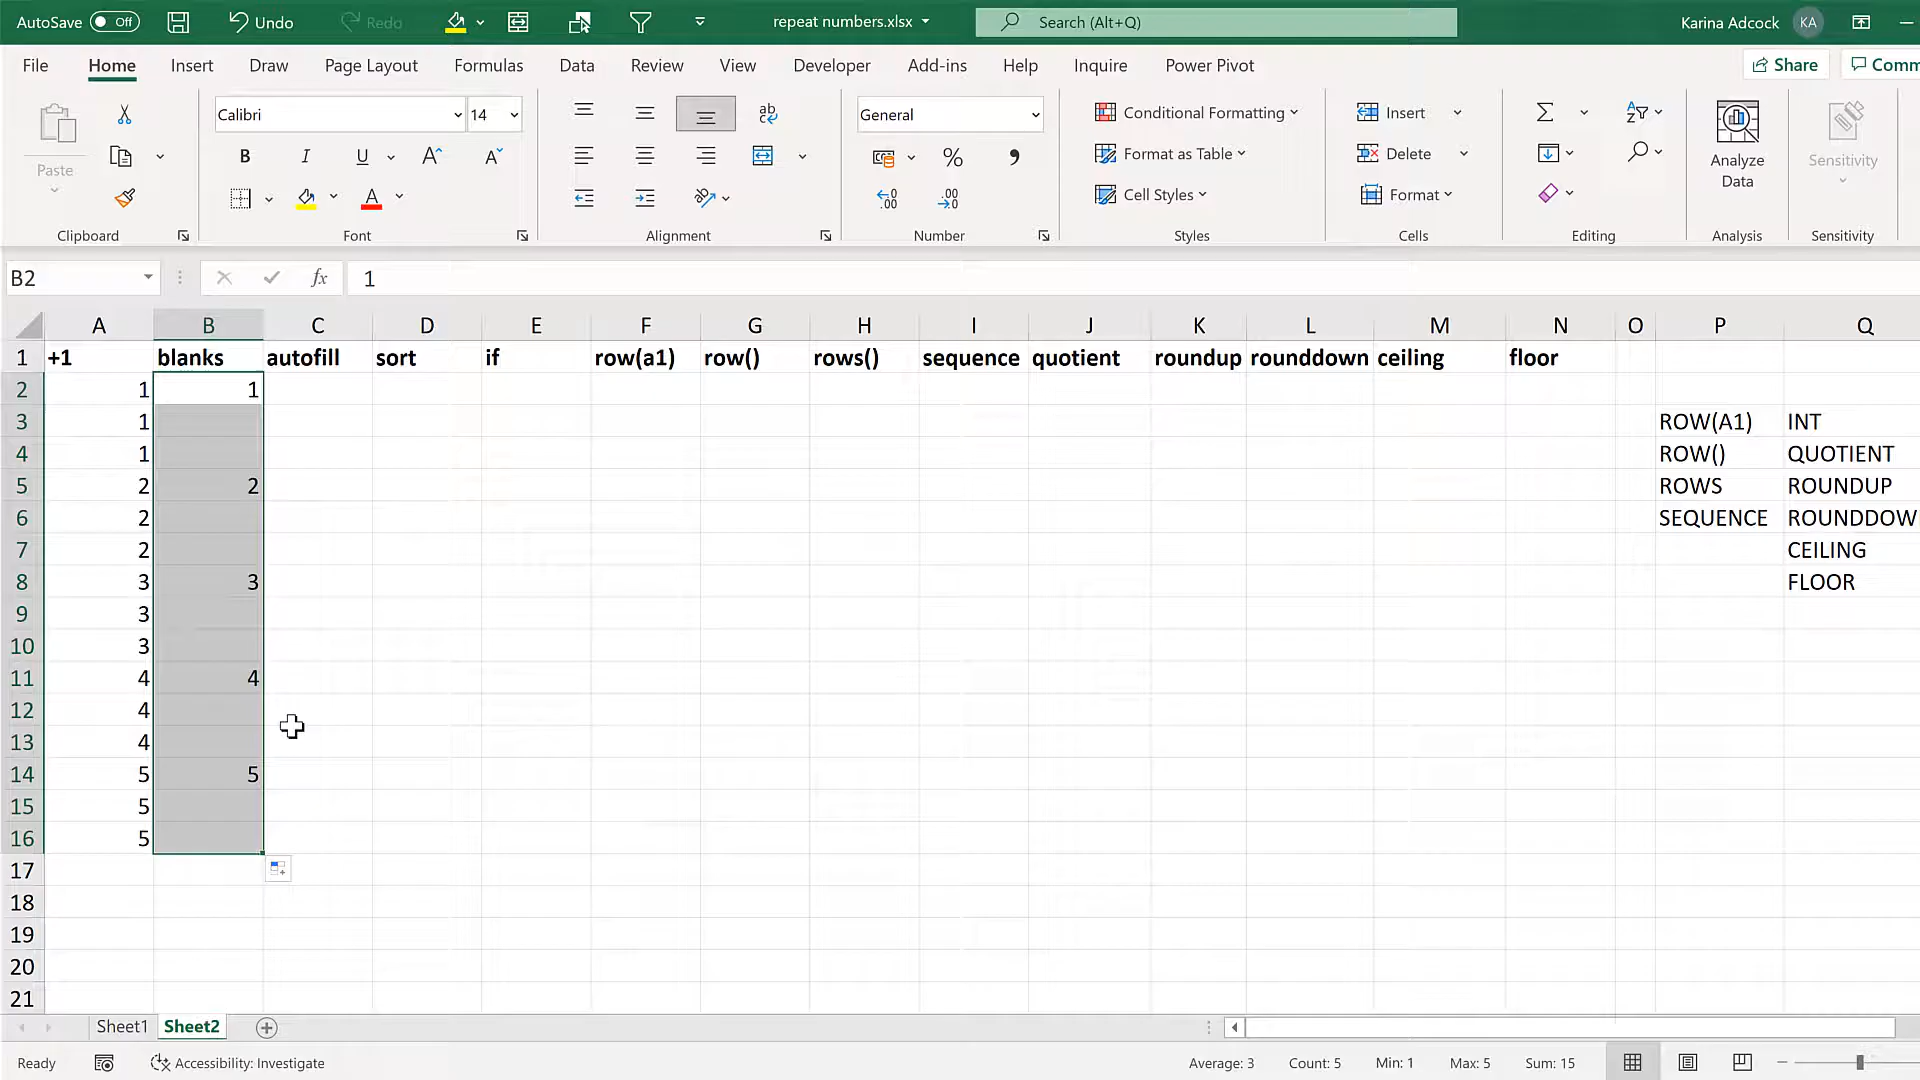 AutoSave Off Undo Redo repeat numbers.xlsx Search (Alt+Q) Karina Adcock KA
File Home Insert Draw Page Layout Formulas Data Review View Developer Add-ins Help Inquire Power Pivot Share Comm
Paste
Clipboard
Calibri 14
B I U A A
A
Font
ab
Alignment
General
% ,
.00 .00
Number
Conditional Formatting
Format as Table
Cell Styles
Styles
Insert
Delete
Format
Cells
Editing
Analyze
Data
Analysis
Sensitivity
Sensitivity
B2 fx 1
A B C D E F G H I J K L M N O P Q
1 +1 blanks autofill sort if row(a1) row() rows() sequence quotient roundup rounddown ceiling floor
2 1 1
3 1 ROW(A1) INT
4 1 ROW() QUOTIENT
5 2 2 ROWS ROUNDUP
6 2 SEQUENCE ROUNDDOW
7 2 CEILING
8 3 3 FLOOR
9 3
10 3
11 4 4
12 4
13 4
14 5 5
15 5
16 5
17
18
19
20
21
Sheet1 Sheet2
Ready Accessibility: Investigate Average: 3 Count: 5 Min: 1 Max: 5 Sum: 15